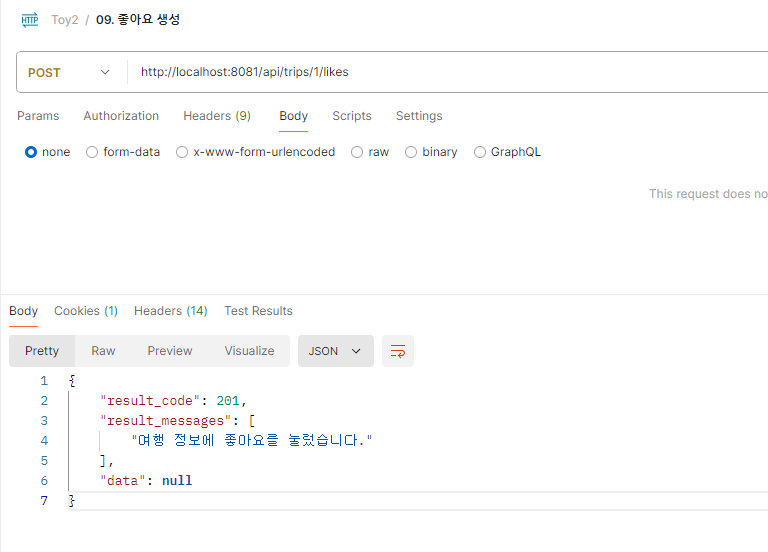 HTTP Toy2 / 09. 좋아요 생성
POST http://localhost:8081/api/trips/1/likes
Params Authorization Headers (9) Body Scripts Settings
none form-data x-www-form-urlencoded raw binary GraphQL
This request does no
Body Cookies (1) Headers (14) Test Results
Pretty Raw Preview Visualize JSON
1 {
2 "result_code": 201,
3 "result_messages": [
4 "여행 정보에 좋아요를 눌렀습니다."
5 ],
6 "data": null
7 }